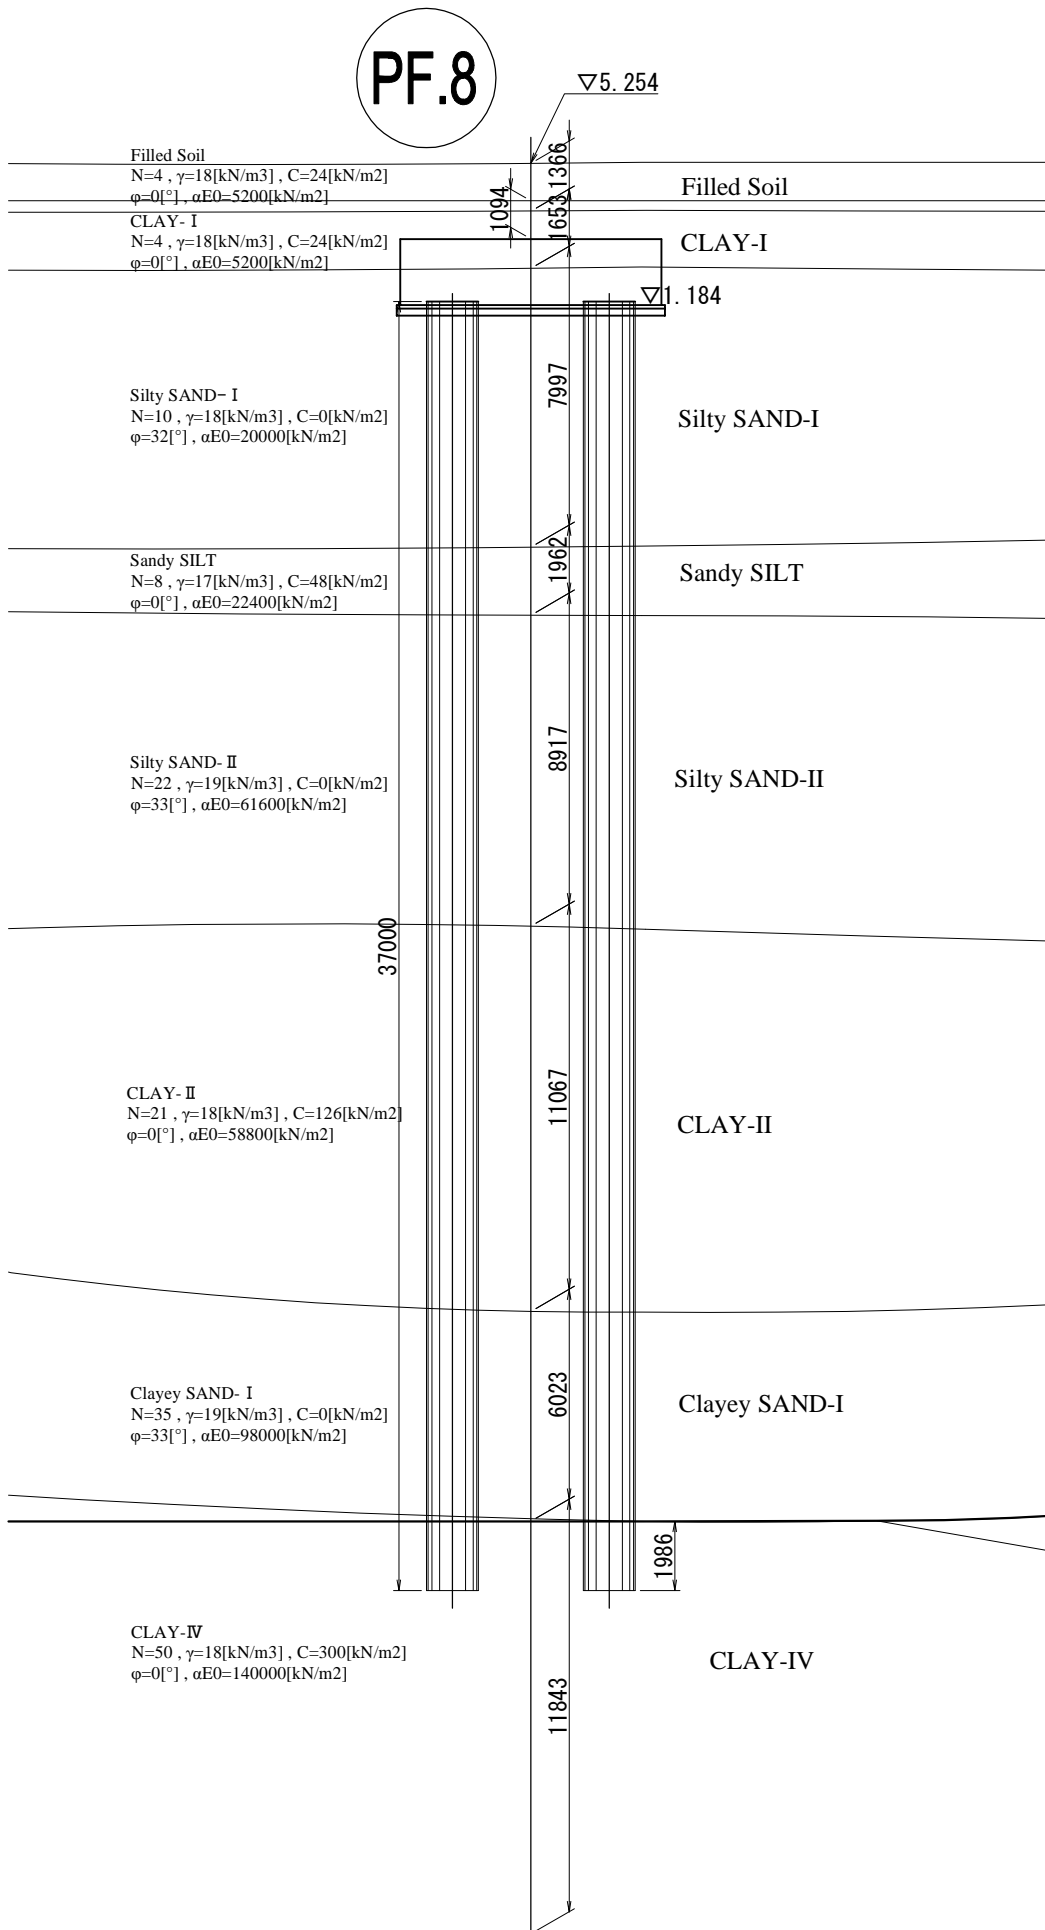 PF.8
▽5. 254
Filled Soil
N=4 , γ=18[kN/m3] , C=24[kN/m2]
φ=0[°] , αE0=5200[kN/m2]
1366
Filled Soil
1094
1653
CLAY- Ⅰ
N=4 , γ=18[kN/m3] , C=24[kN/m2]
φ=0[°] , αE0=5200[kN/m2]
CLAY-I
▽1. 184
7997
Silty SAND- Ⅰ
N=10 , γ=18[kN/m3] , C=0[kN/m2]
φ=32[°] , αE0=20000[kN/m2]
Silty SAND-I
1962
Sandy SILT
N=8 , γ=17[kN/m3] , C=48[kN/m2]
φ=0[°] , αE0=22400[kN/m2]
Sandy SILT
8917
Silty SAND- Ⅱ
N=22 , γ=19[kN/m3] , C=0[kN/m2]
φ=33[°] , αE0=61600[kN/m2]
Silty SAND-II
37000
11067
CLAY- Ⅱ
N=21 , γ=18[kN/m3] , C=126[kN/m2]
φ=0[°] , αE0=58800[kN/m2]
CLAY-II
6023
Clayey SAND- Ⅰ
N=35 , γ=19[kN/m3] , C=0[kN/m2]
φ=33[°] , αE0=98000[kN/m2]
Clayey SAND-I
1986
CLAY-Ⅳ
N=50 , γ=18[kN/m3] , C=300[kN/m2]
φ=0[°] , αE0=140000[kN/m2]
CLAY-IV
11843